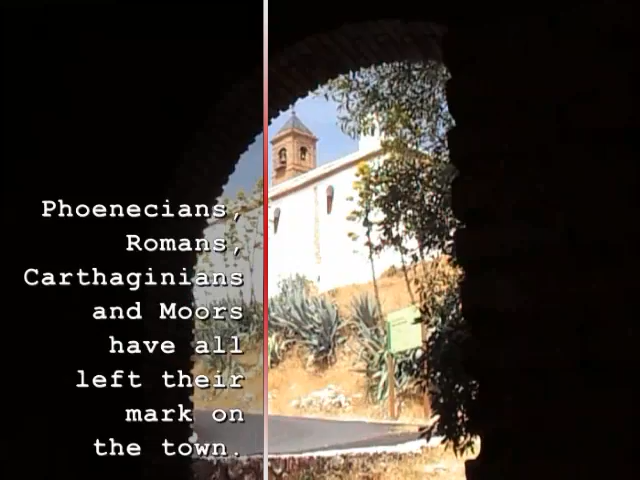 Phoenecians,
Romans,
Carthaginians
and Moors
have all
left their
mark on
the town.